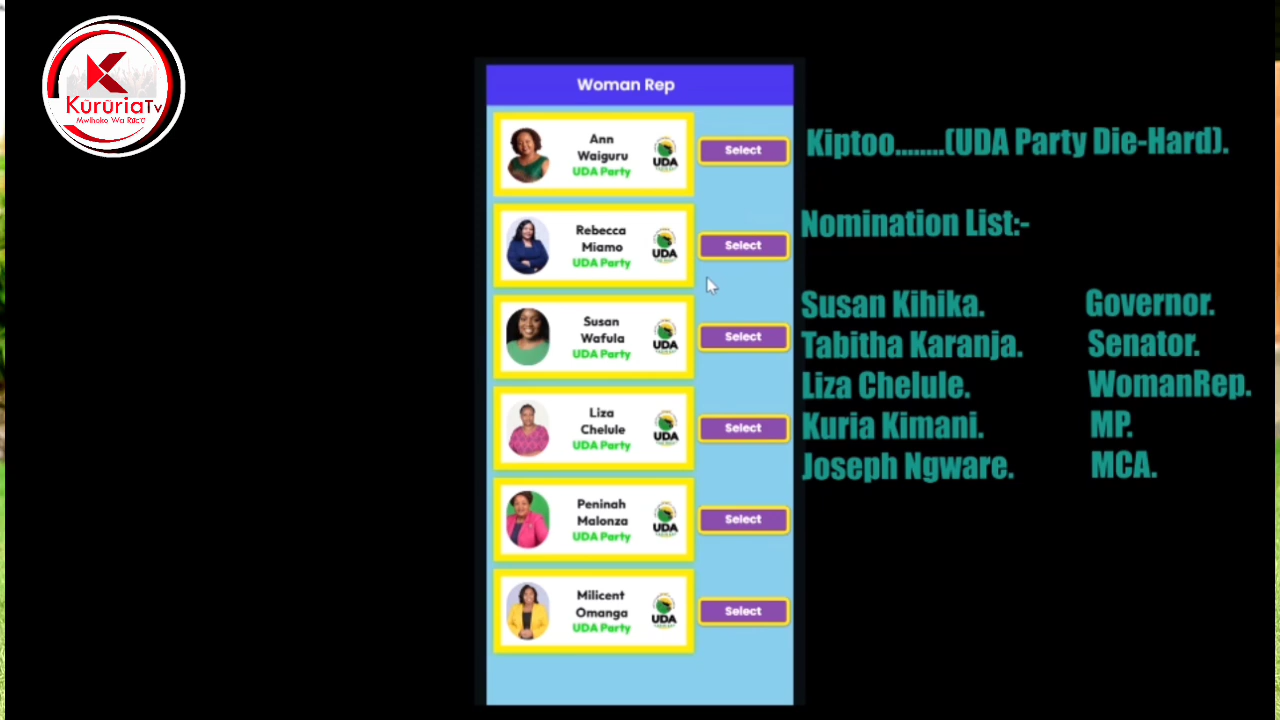 KũrũrĩaTv
Woman Rep
Ann
Waiguru
UDA Party
UDA
Select
Rebecca
Miamo
UDA Party
UDA
Select
Susan
Wafula
UDA Party
UDA
Select
Liza
Chelule
UDA Party
UDA
Select
Peninah
Malonza
UDA Party
UDA
Select
Milicent
Omanga
UDA Party
UDA
Select
Kiptoo........(UDA Party Die-Hard).
Nomination List:-
Susan Kihika. Governor.
Tabitha Karanja. Senator.
Liza Chelule. WomanRep.
Kuria Kimani. MP.
Joseph Ngware. MCA.